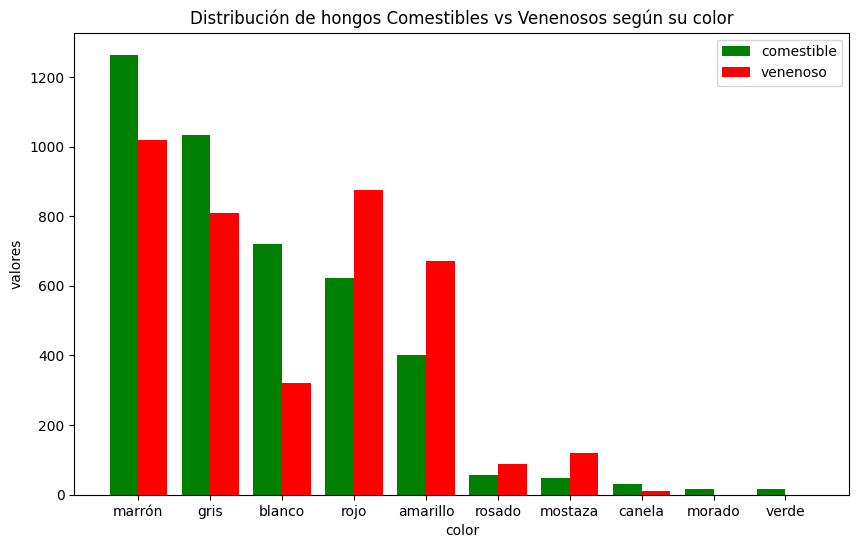 Distribución de hongos Comestibles vs Venenosos según su color
comestible
venenoso
valores
1200
1000
800
600
400
200
0
marrón gris blanco rojo amarillo rosado mostaza canela morado verde
color